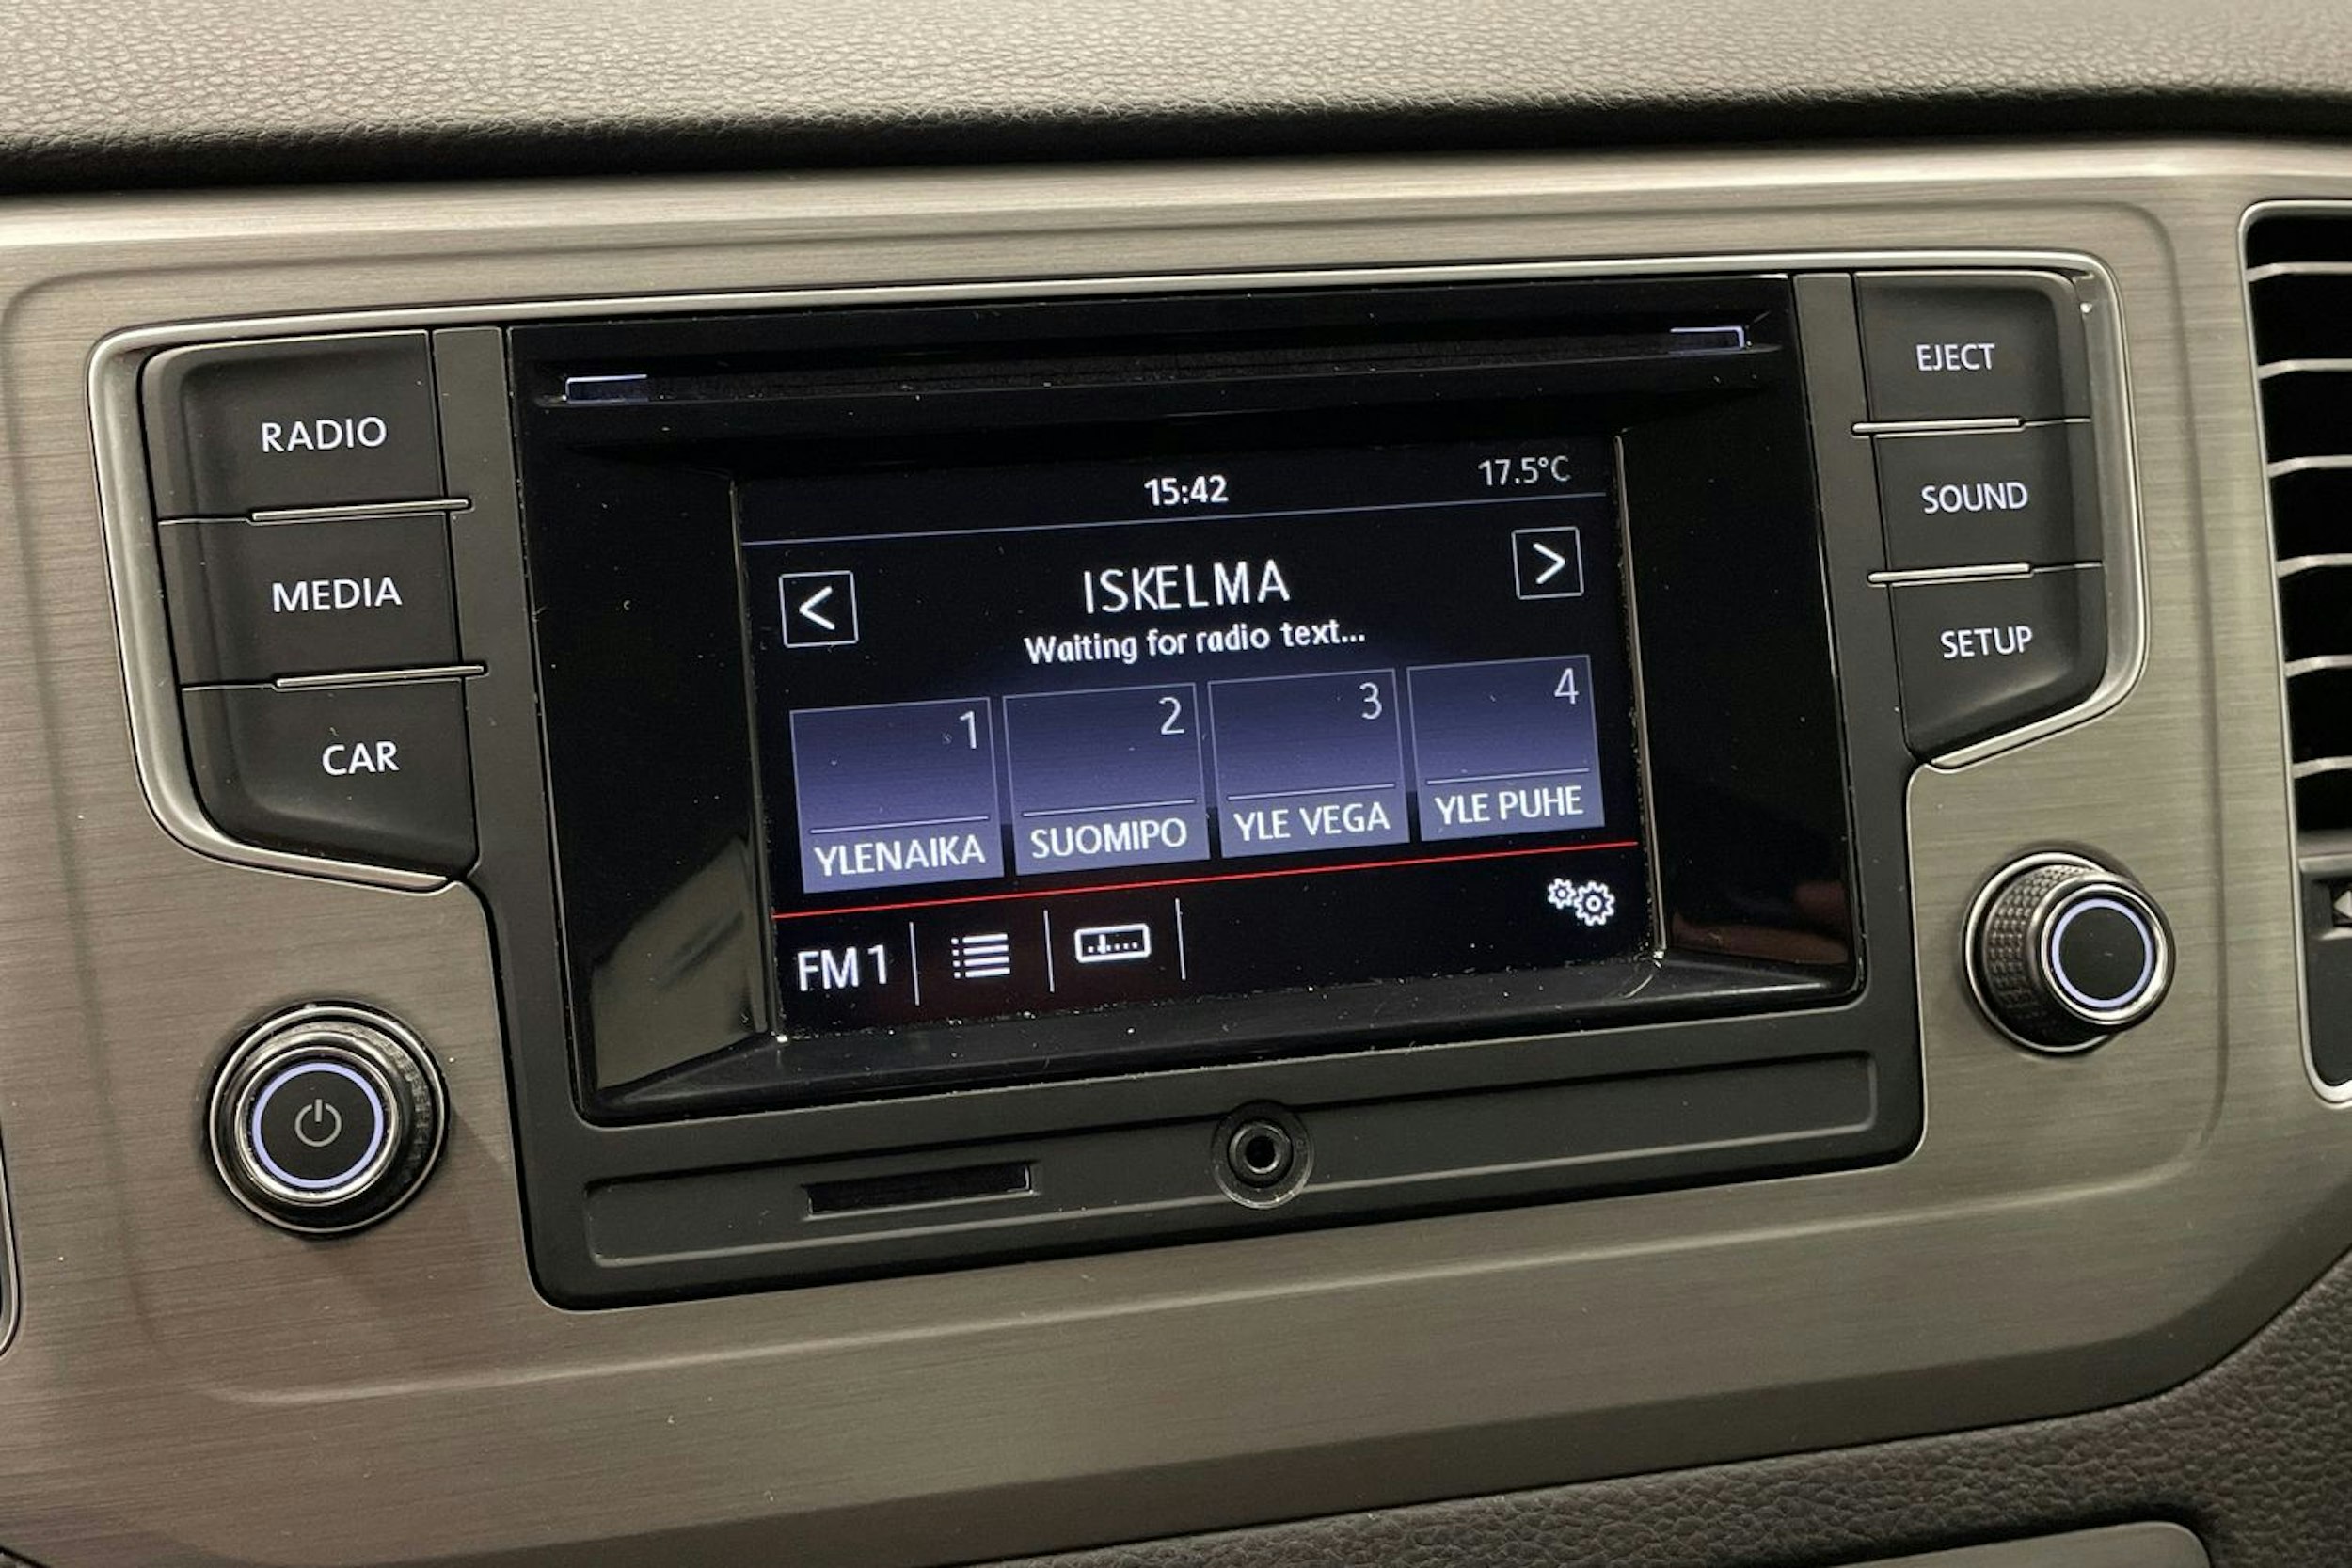 RADIO
MEDIA
CAR
15:42
17.5°C
<
ISKELMA
>
Waiting for radio text...
1
2
3
4
YLENAIKA
SUOMIPO
YLE VEGA
YLE PUHE
FM 1
EJECT
SOUND
SETUP